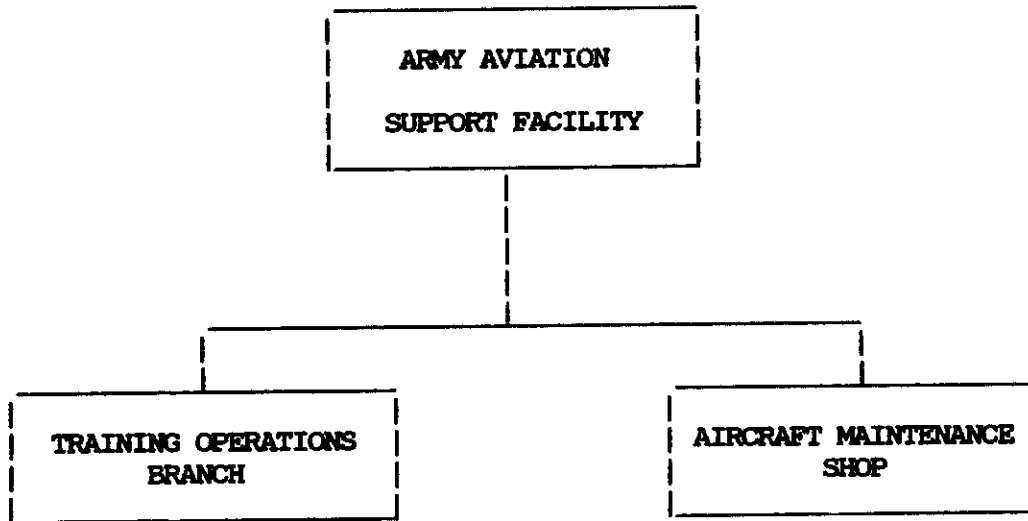 ARMY AVIATION
SUPPORT FACILITY
TRAINING OPERATIONS
BRANCH
AIRCRAFT MAINTENANCE
SHOP